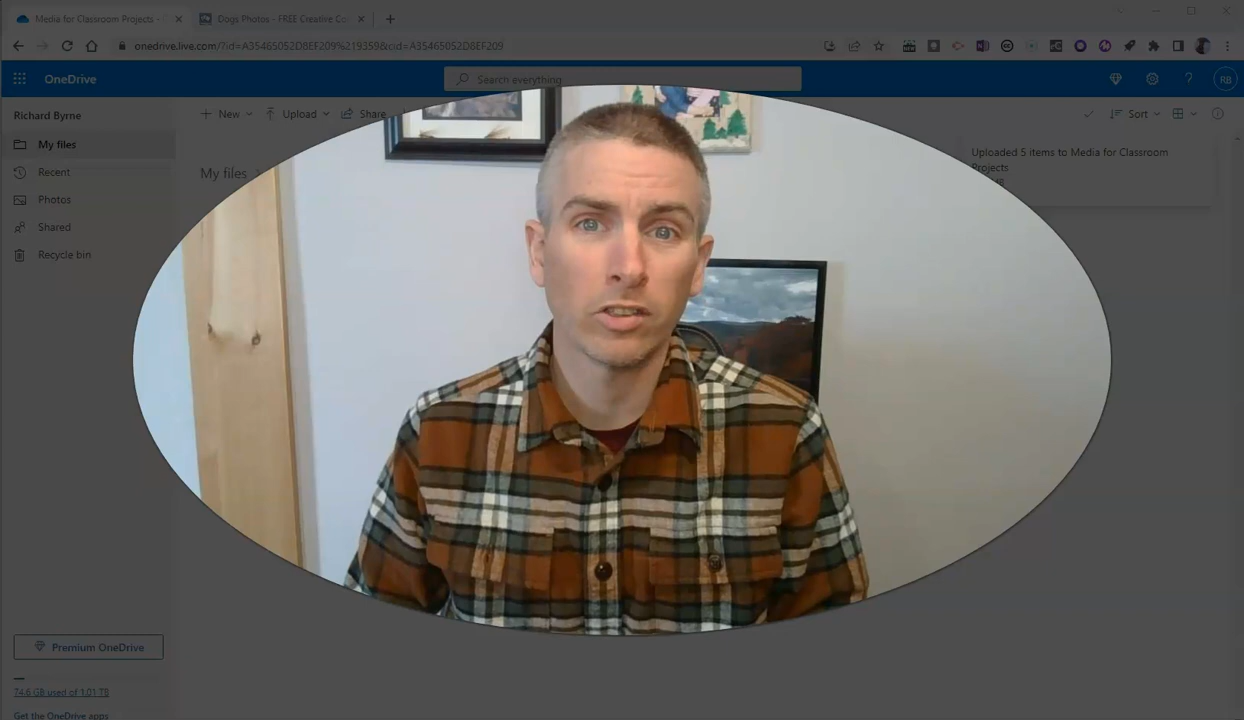 Media for Classroom Projects -
Dogs Photos - FREE Creative Co
onedrive.live.com/?id=A35465052D8EF209%219359&cid=A35465052D8EF209
OneDrive
Search everything
RB
Richard Byrne
New
Upload
Share
Sort
My files
Recent
Photos
Shared
Recycle bin
My files
Uploaded 5 items to Media for Classroom
Projects
Premium OneDrive
74.6 GB used of 1.01 TB
Get the OneDrive apps